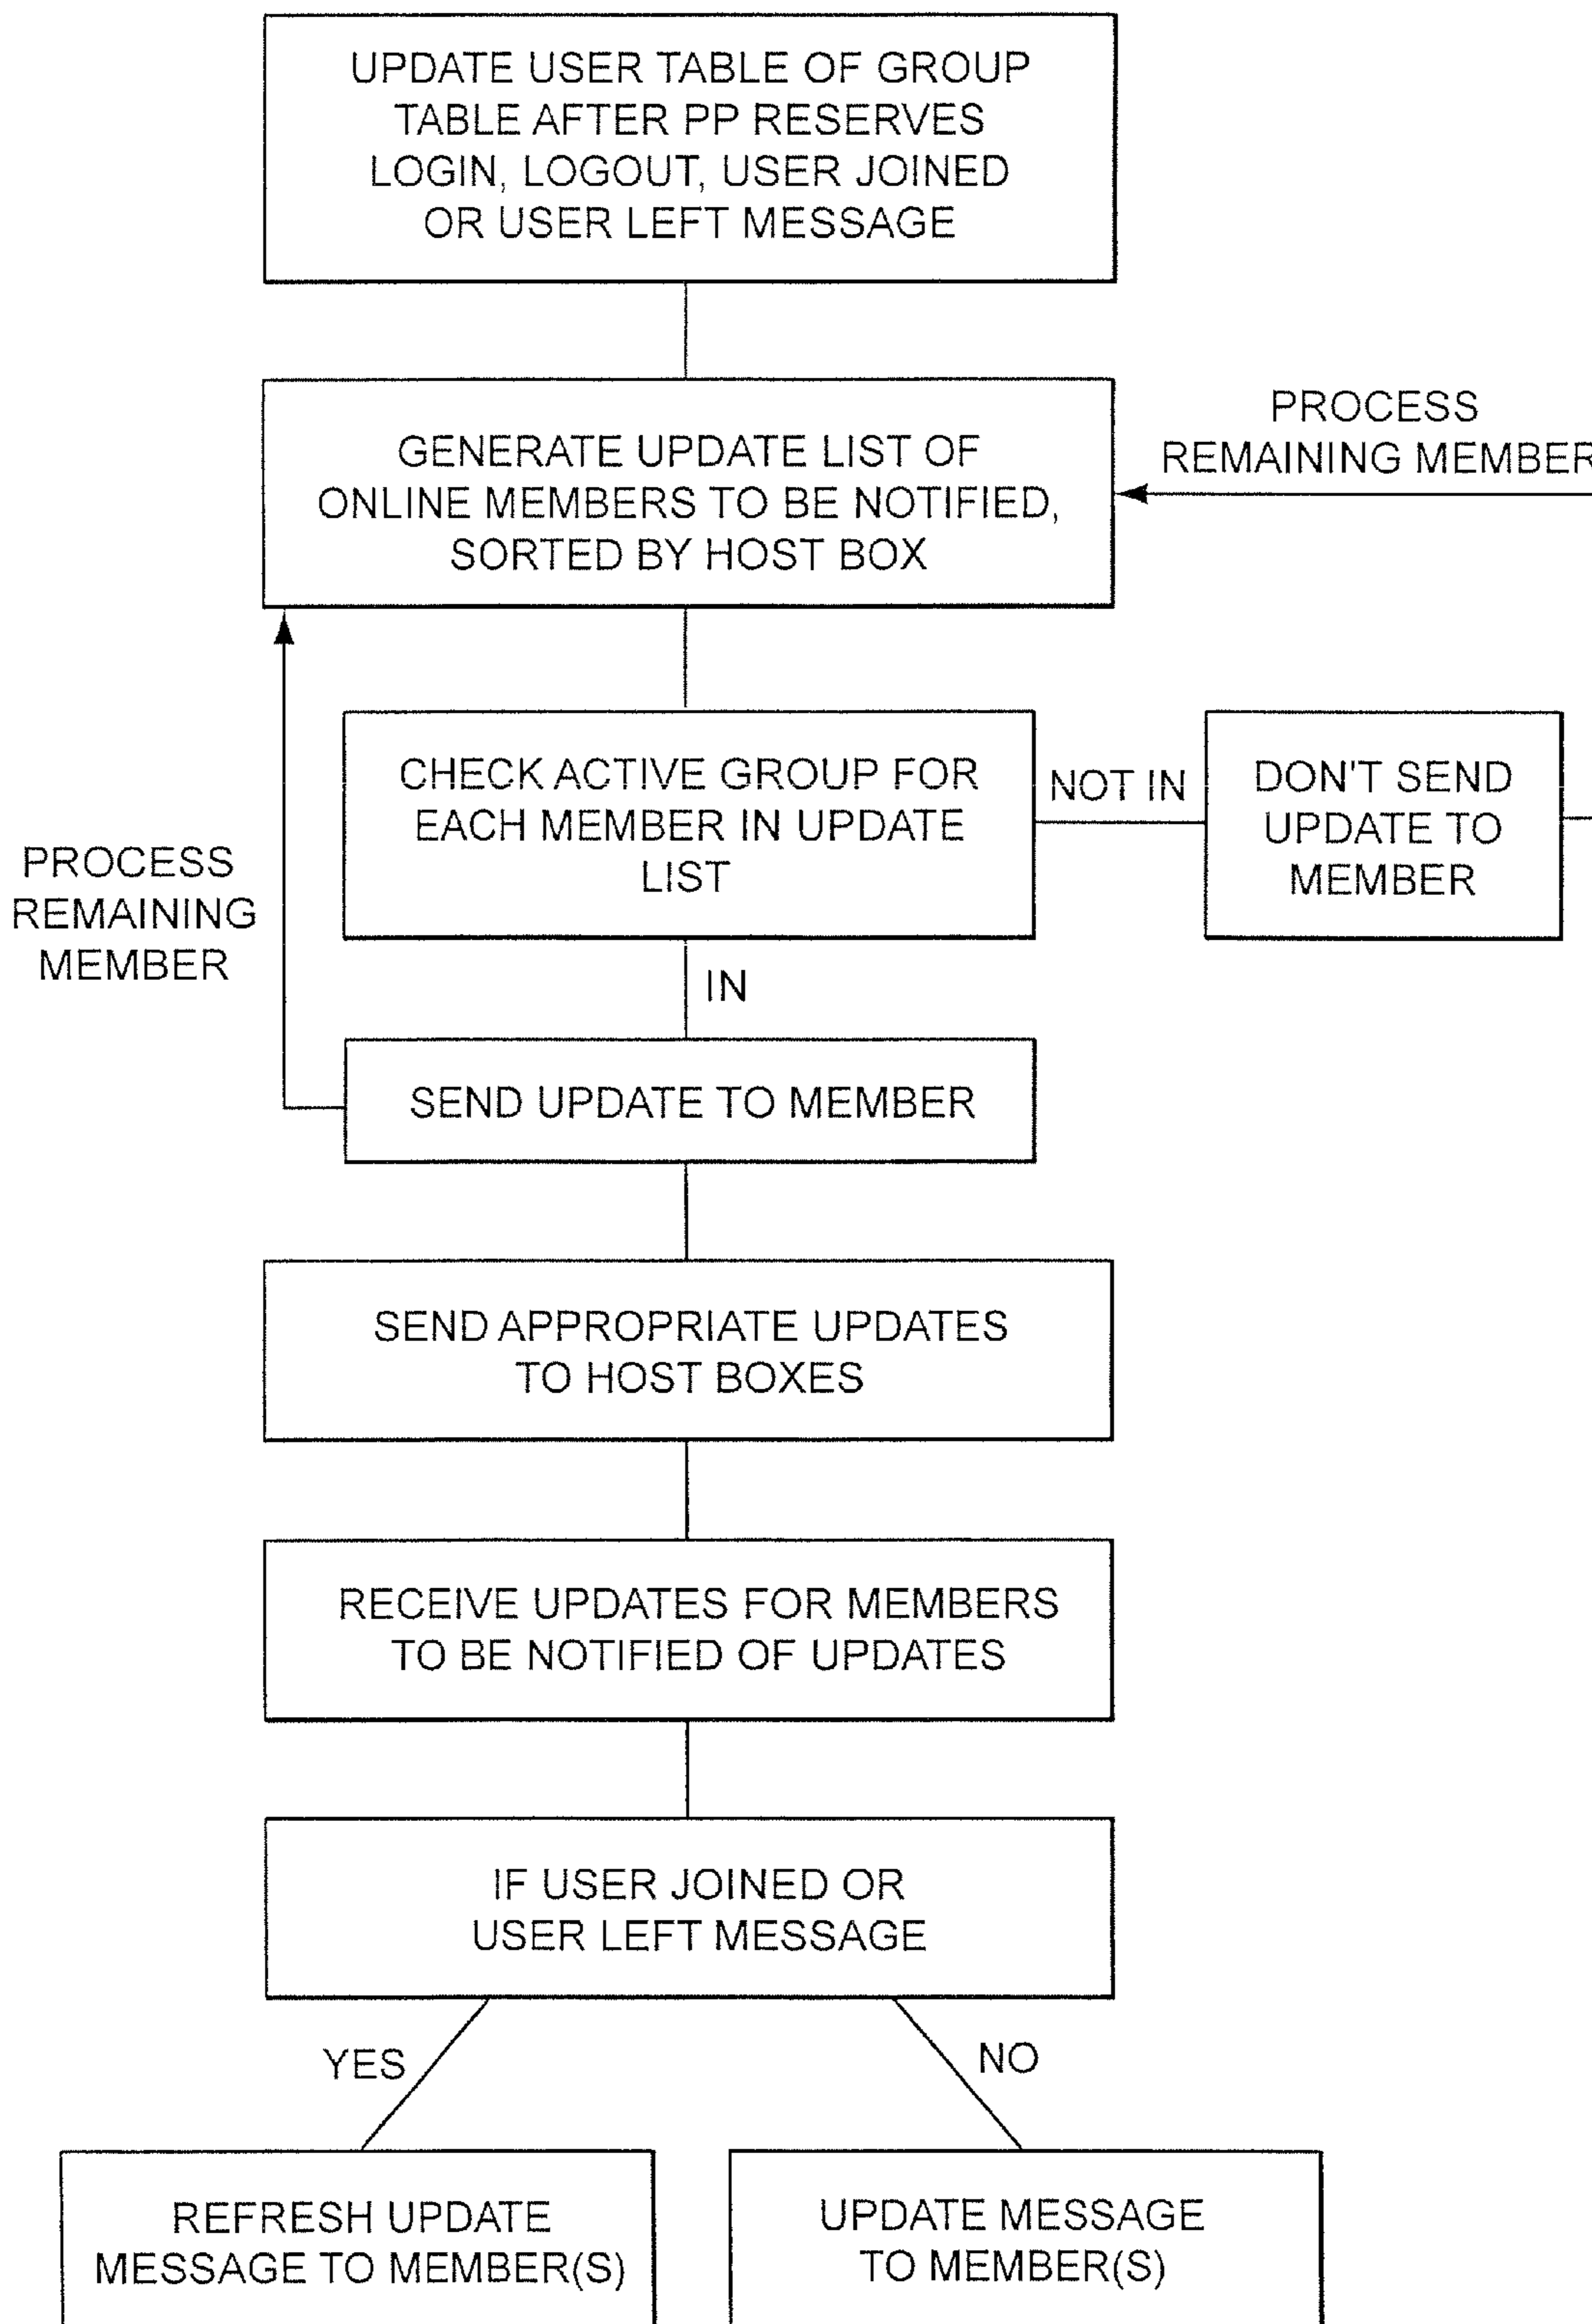 UPDATE USER TABLE OF GROUP
TABLE AFTER PP RESERVES
LOGIN, LOGOUT, USER JOINED
OR USER LEFT MESSAGE
GENERATE UPDATE LIST OF
ONLINE MEMBERS TO BE NOTIFIED,
SORTED BY HOST BOX
PROCESS
REMAINING MEMBER
CHECK ACTIVE GROUP FOR
EACH MEMBER IN UPDATE
LIST
NOT IN
DON'T SEND
UPDATE TO
MEMBER
PROCESS
REMAINING
MEMBER
IN
SEND UPDATE TO MEMBER
SEND APPROPRIATE UPDATES
TO HOST BOXES
RECEIVE UPDATES FOR MEMBERS
TO BE NOTIFIED OF UPDATES
IF USER JOINED OR
USER LEFT MESSAGE
YES
NO
REFRESH UPDATE
MESSAGE TO MEMBER(S)
UPDATE MESSAGE
TO MEMBER(S)